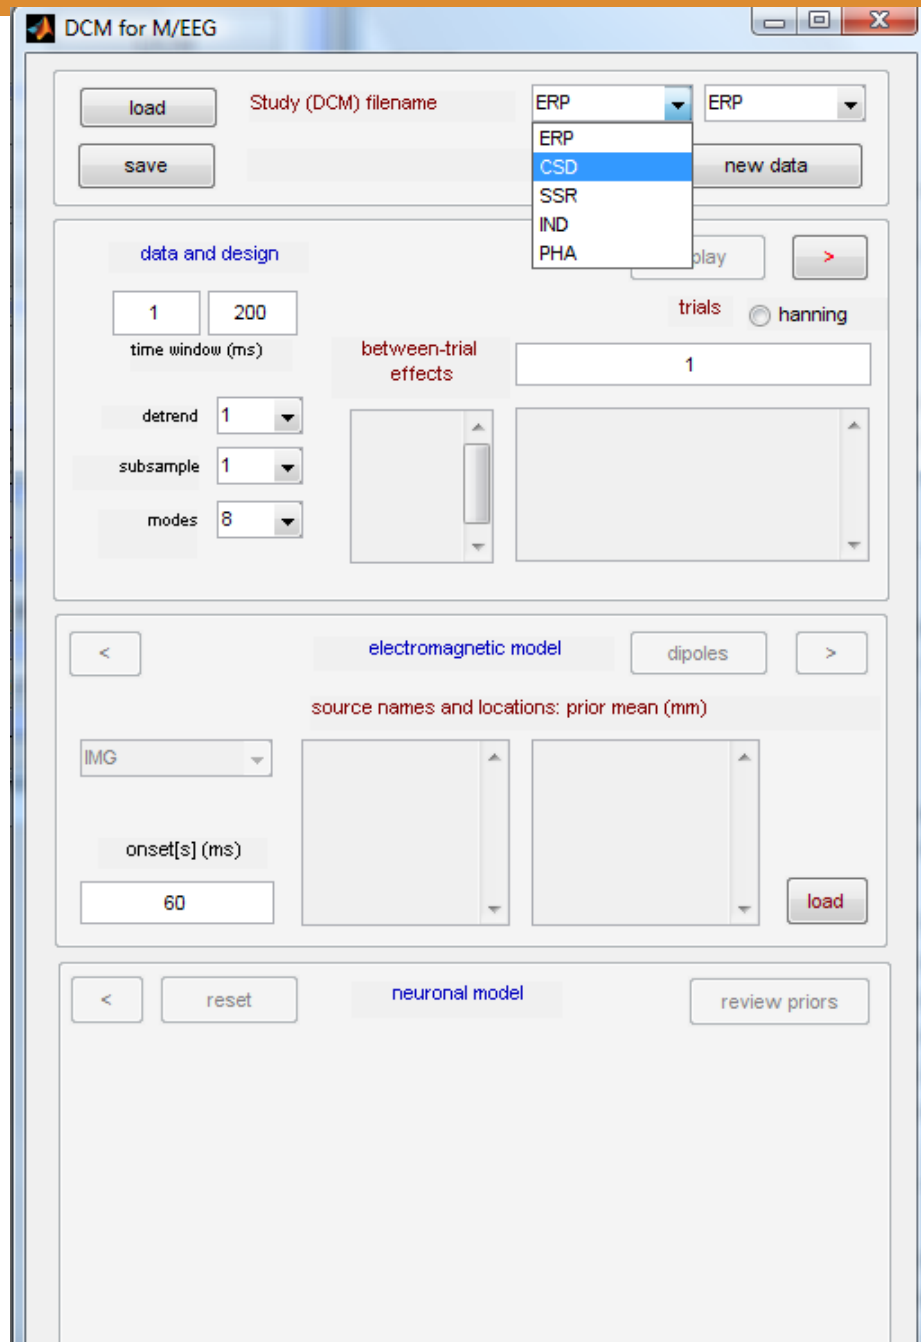 DCM for M/EEG
load
Study (DCM) filename
ERP
ERP
ERP
CSD
SSR
IND
PHA
save
new data
data and design
>
1
200
time window (ms)
trials
hanning
between-trial
effects
1
detrend
1
subsample
1
modes
8
<
electromagnetic model
dipoles
>
source names and locations: prior mean (mm)
IMG
onset[s] (ms)
60
load
<
reset
neuronal model
review priors